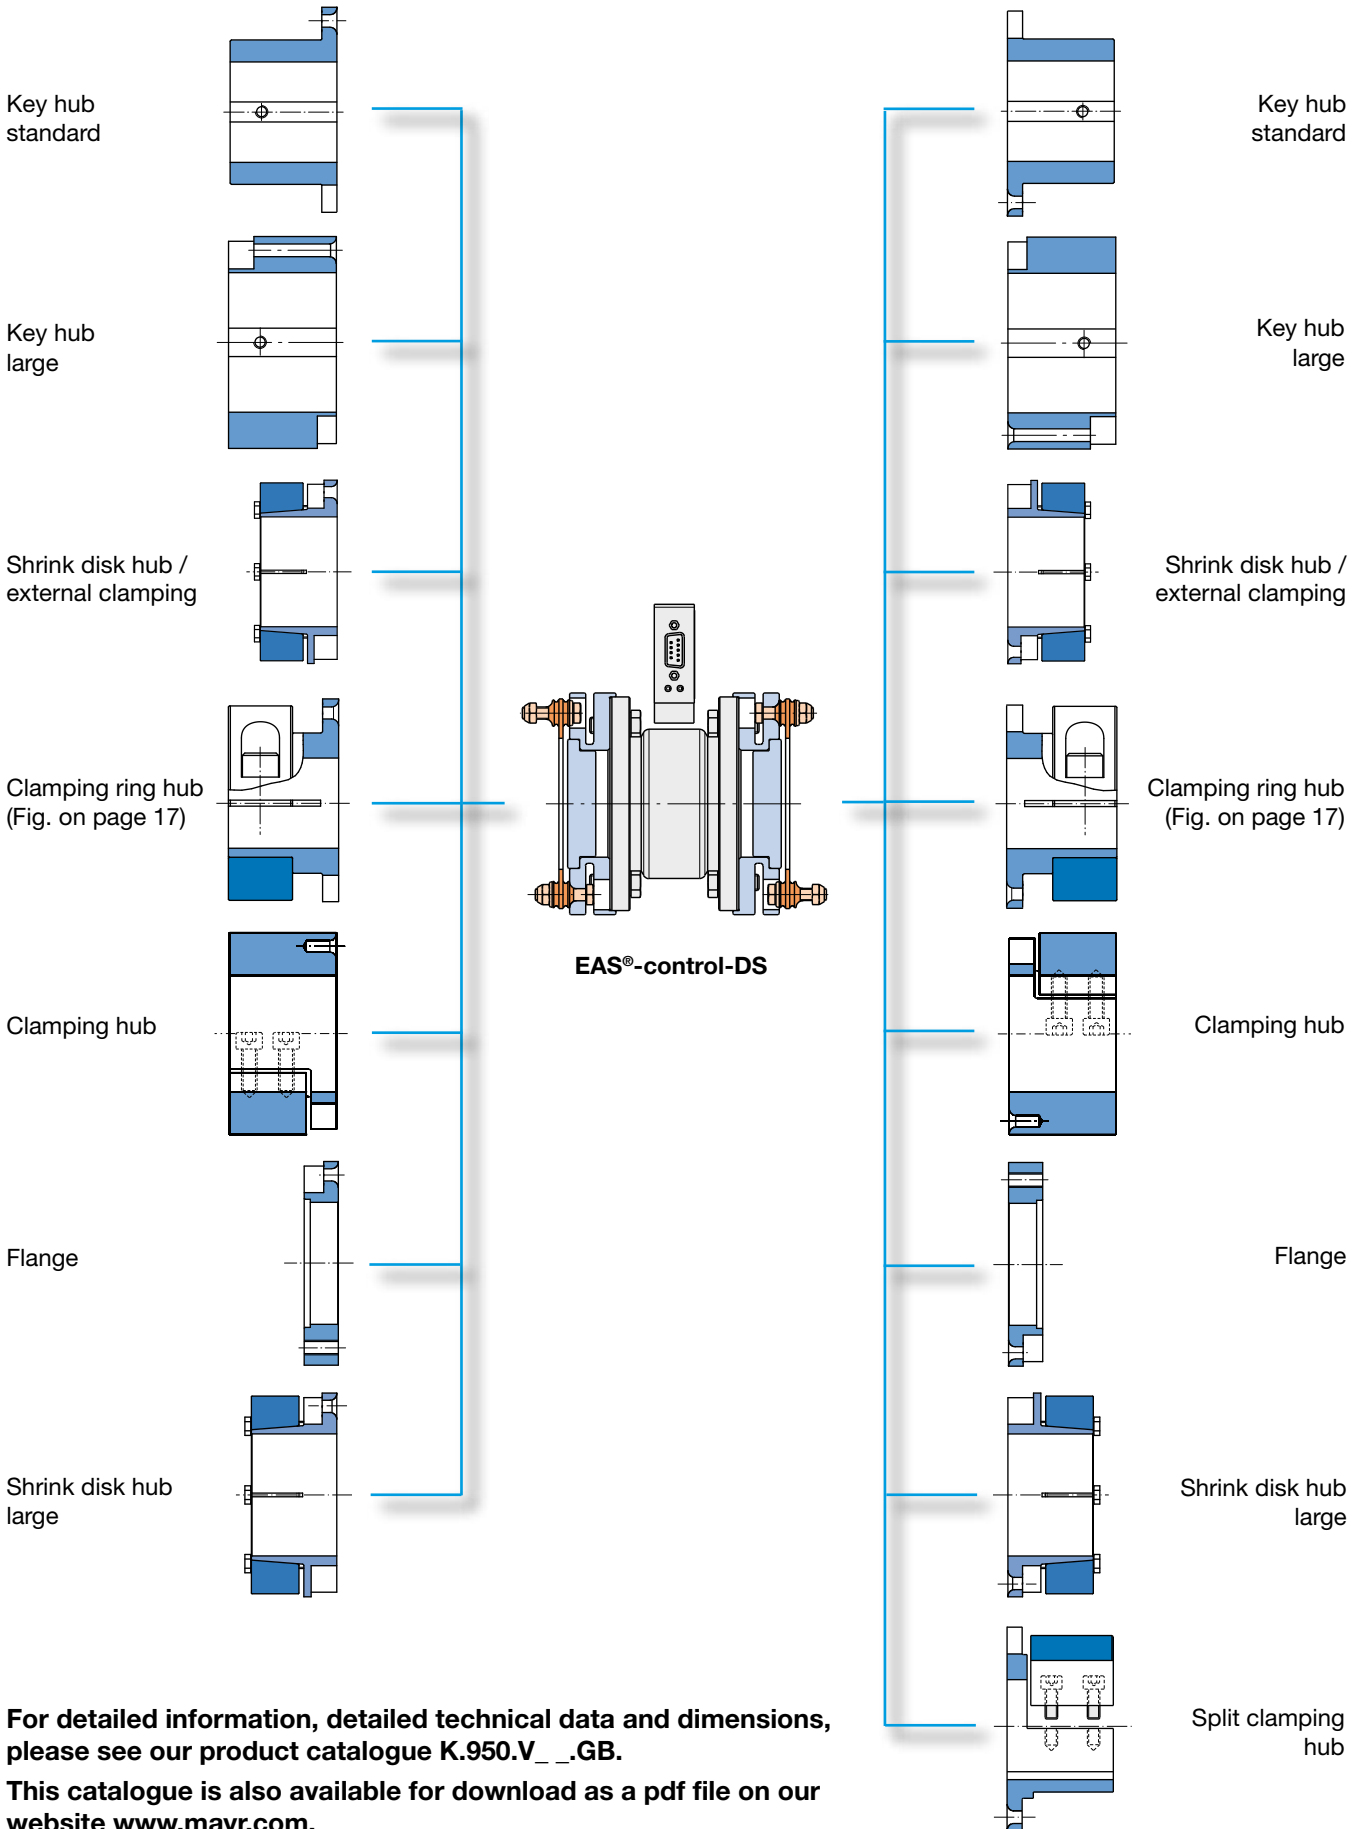 Key hub
standard
Key hub
large
Shrink disk hub /
external clamping
Clamping ring hub
(Fig. on page 17)
Clamping hub
Flange
Shrink disk hub
large
EAS®-control-DS
Key hub
standard
Key hub
large
Shrink disk hub /
external clamping
Clamping ring hub
(Fig. on page 17)
Clamping hub
Flange
Shrink disk hub
large
Split clamping
hub
For detailed information, detailed technical data and dimensions,
please see our product catalogue K.950.V_ _.GB.
This catalogue is also available for download as a pdf file on our
website www.mayr.com.